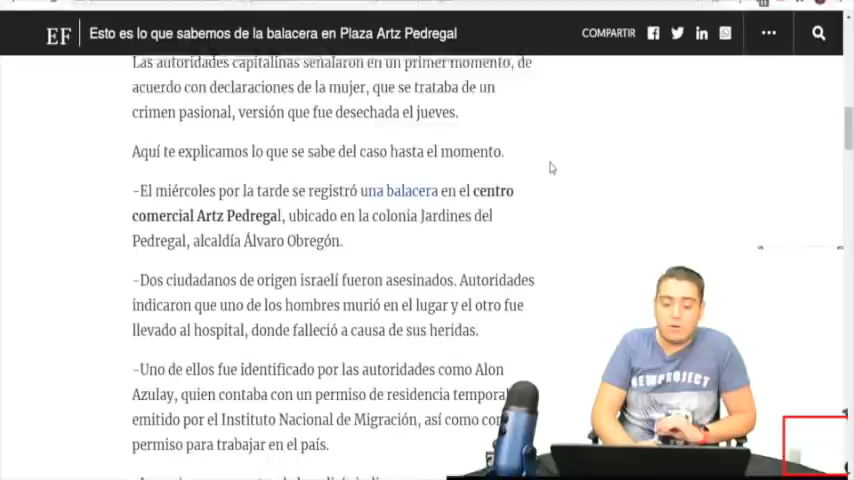 EF
Esto es lo que sabemos de la balacera en Plaza Artz Pedregal
COMPARTIR
Las autoridades capitalinas señalaron en un primer momento, de
acuerdo con declaraciones de la mujer, que se trataba de un
crimen pasional, versión que fue desechada el jueves.
Aquí te explicamos lo que se sabe del caso hasta el momento.
-El miércoles por la tarde se registró una balacera en el centro
comercial Artz Pedregal, ubicado en la colonia Jardines del
Pedregal, alcaldía Álvaro Obregón.
-Dos ciudadanos de origen israelí fueron asesinados. Autoridades
indicaron que uno de los hombres murió en el lugar y el otro fue
llevado al hospital, donde falleció a causa de sus heridas.
-Uno de ellos fue identificado por las autoridades como Alon
Azulay, quien contaba con un permiso de residencia temporal
emitido por el Instituto Nacional de Migración, así como con
permiso para trabajar en el país.
NEWPROJECT